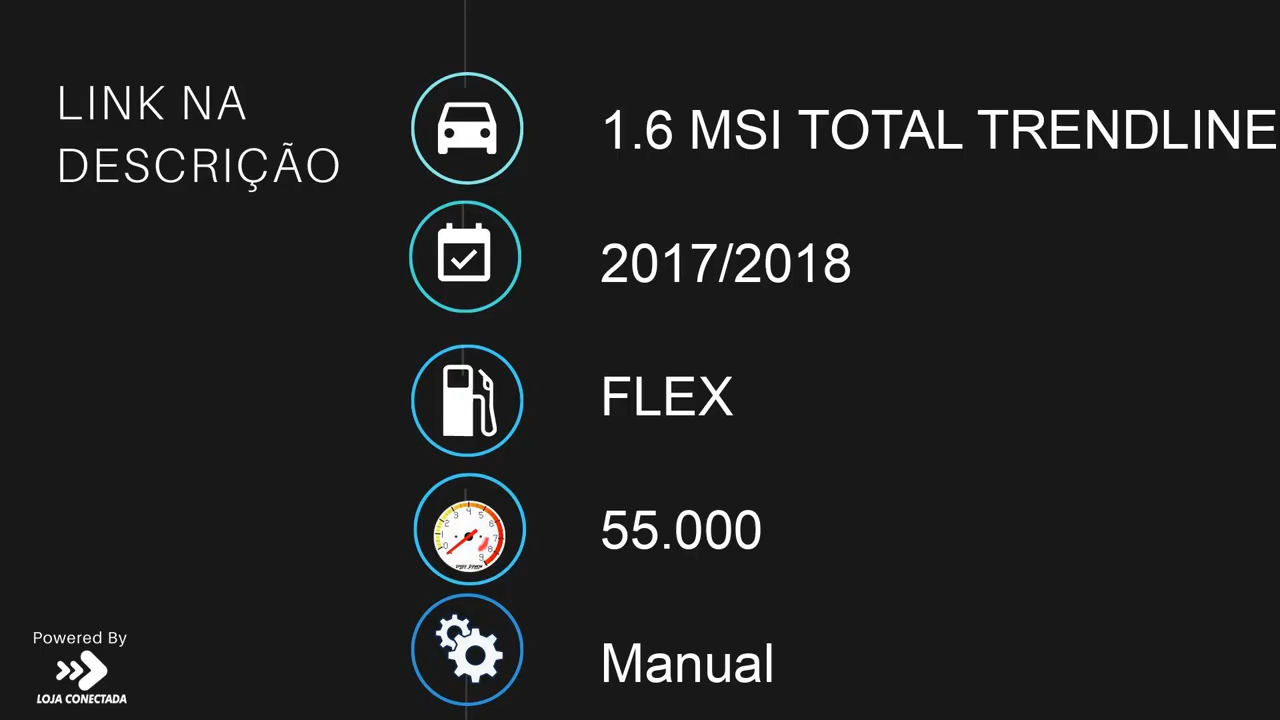 LINK NA
DESCRIÇÃO
1.6 MSI TOTAL TRENDLINE
2017/2018
FLEX
55.000
Manual
Powered By
LOJA CONECTADA